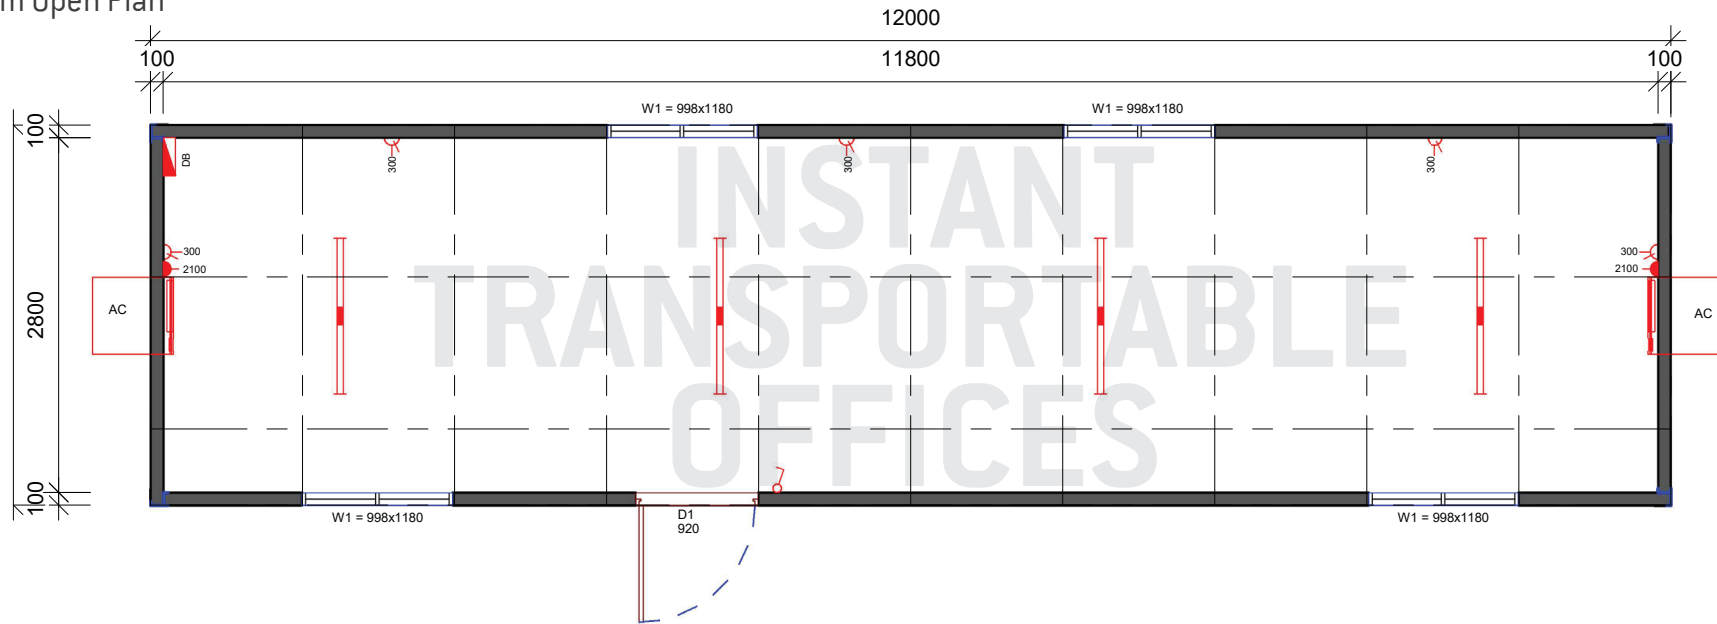 m Open Plan
12000
100 11800 100
W1 = 998x1180 W1 = 998x1180
100
DB
300 300 300
INSTANT
300 300
2100 2100
AC TRANSPORTABLE AC
2800
OFFICES
100
W1 = 998x1180 D1 W1 = 998x1180
920